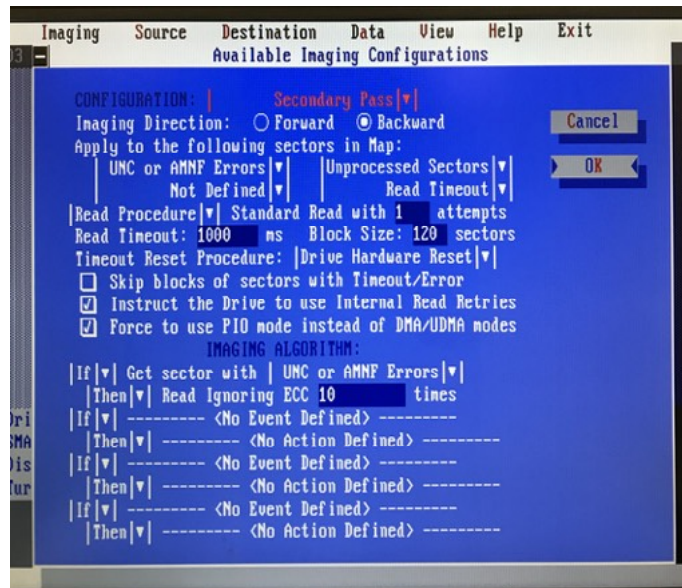 Imaging Source Destination Data View Help Exit
03 Available Imaging Configurations
CONFIGURATION: Secondary Pass
Imaging Direction: Forward Backward
Cancel
Apply to the following sectors in Map:
UNC or AMNF Errors Unprocessed Sectors
OK
Not Defined Read Timeout
Read Procedure Standard Read with 1 attempts
Read Timeout: 1000 ms Block Size: 120 sectors
Timeout Reset Procedure: Drive Hardware Reset
Skip blocks of sectors with Timeout/Error
Instruct the Drive to use Internal Read Retries
Force to use PIO mode instead of DMA/UDMA modes
IMAGING ALGORITHM:
If Get sector with UNC or AMNF Errors
Then Read Ignoring ECC 10 times
If --------- <No Event Defined> ---------
Then --------- <No Action Defined> ---------
If --------- <No Event Defined> ---------
Then --------- <No Action Defined> ---------
If --------- <No Event Defined> ---------
Then --------- <No Action Defined> ---------
Dri
SMA
Dis